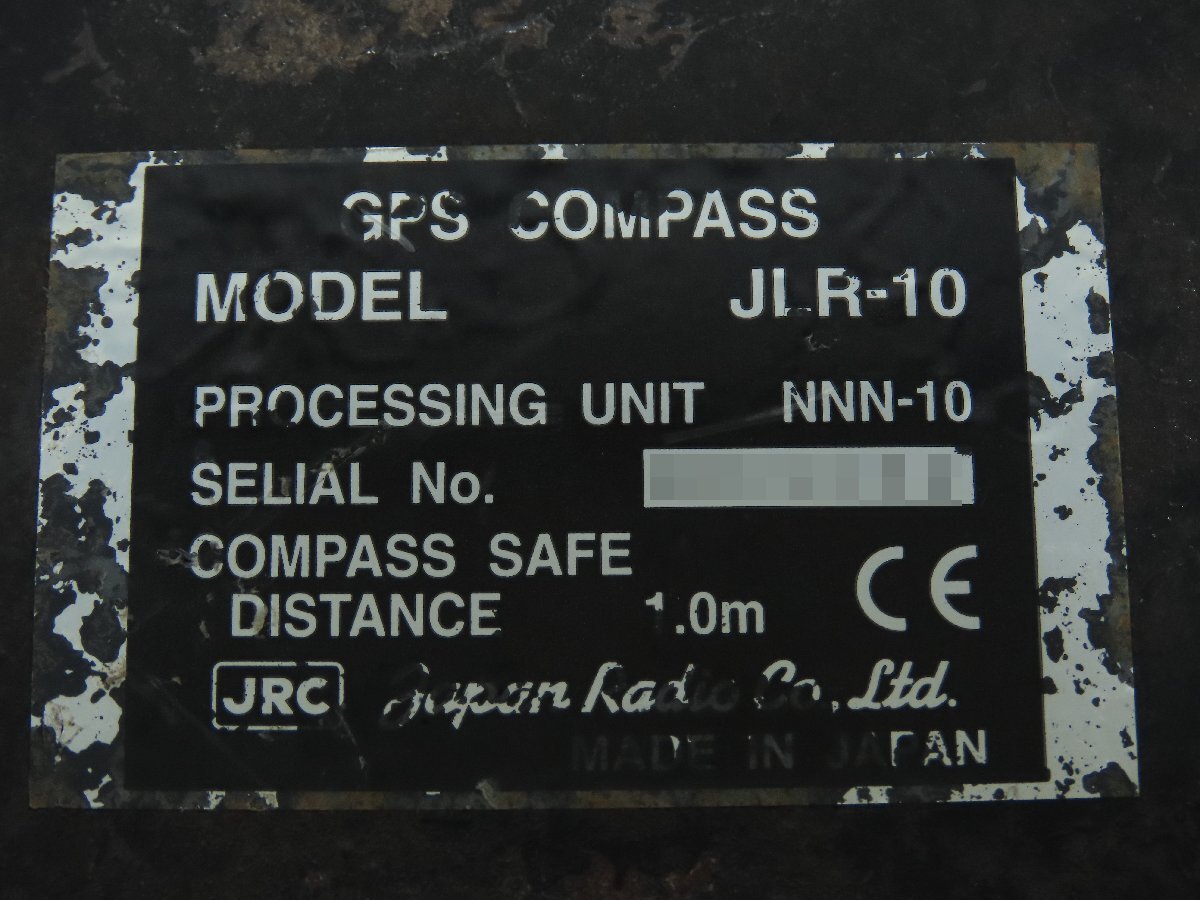 GPS COMPASS
MODEL JLR-10
PROCESSING UNIT NNN-10
SELIAL No.
COMPASS SAFE
DISTANCE 1.0m
CE
JRC Japan Radio Co., Ltd.
MADE IN JAPAN